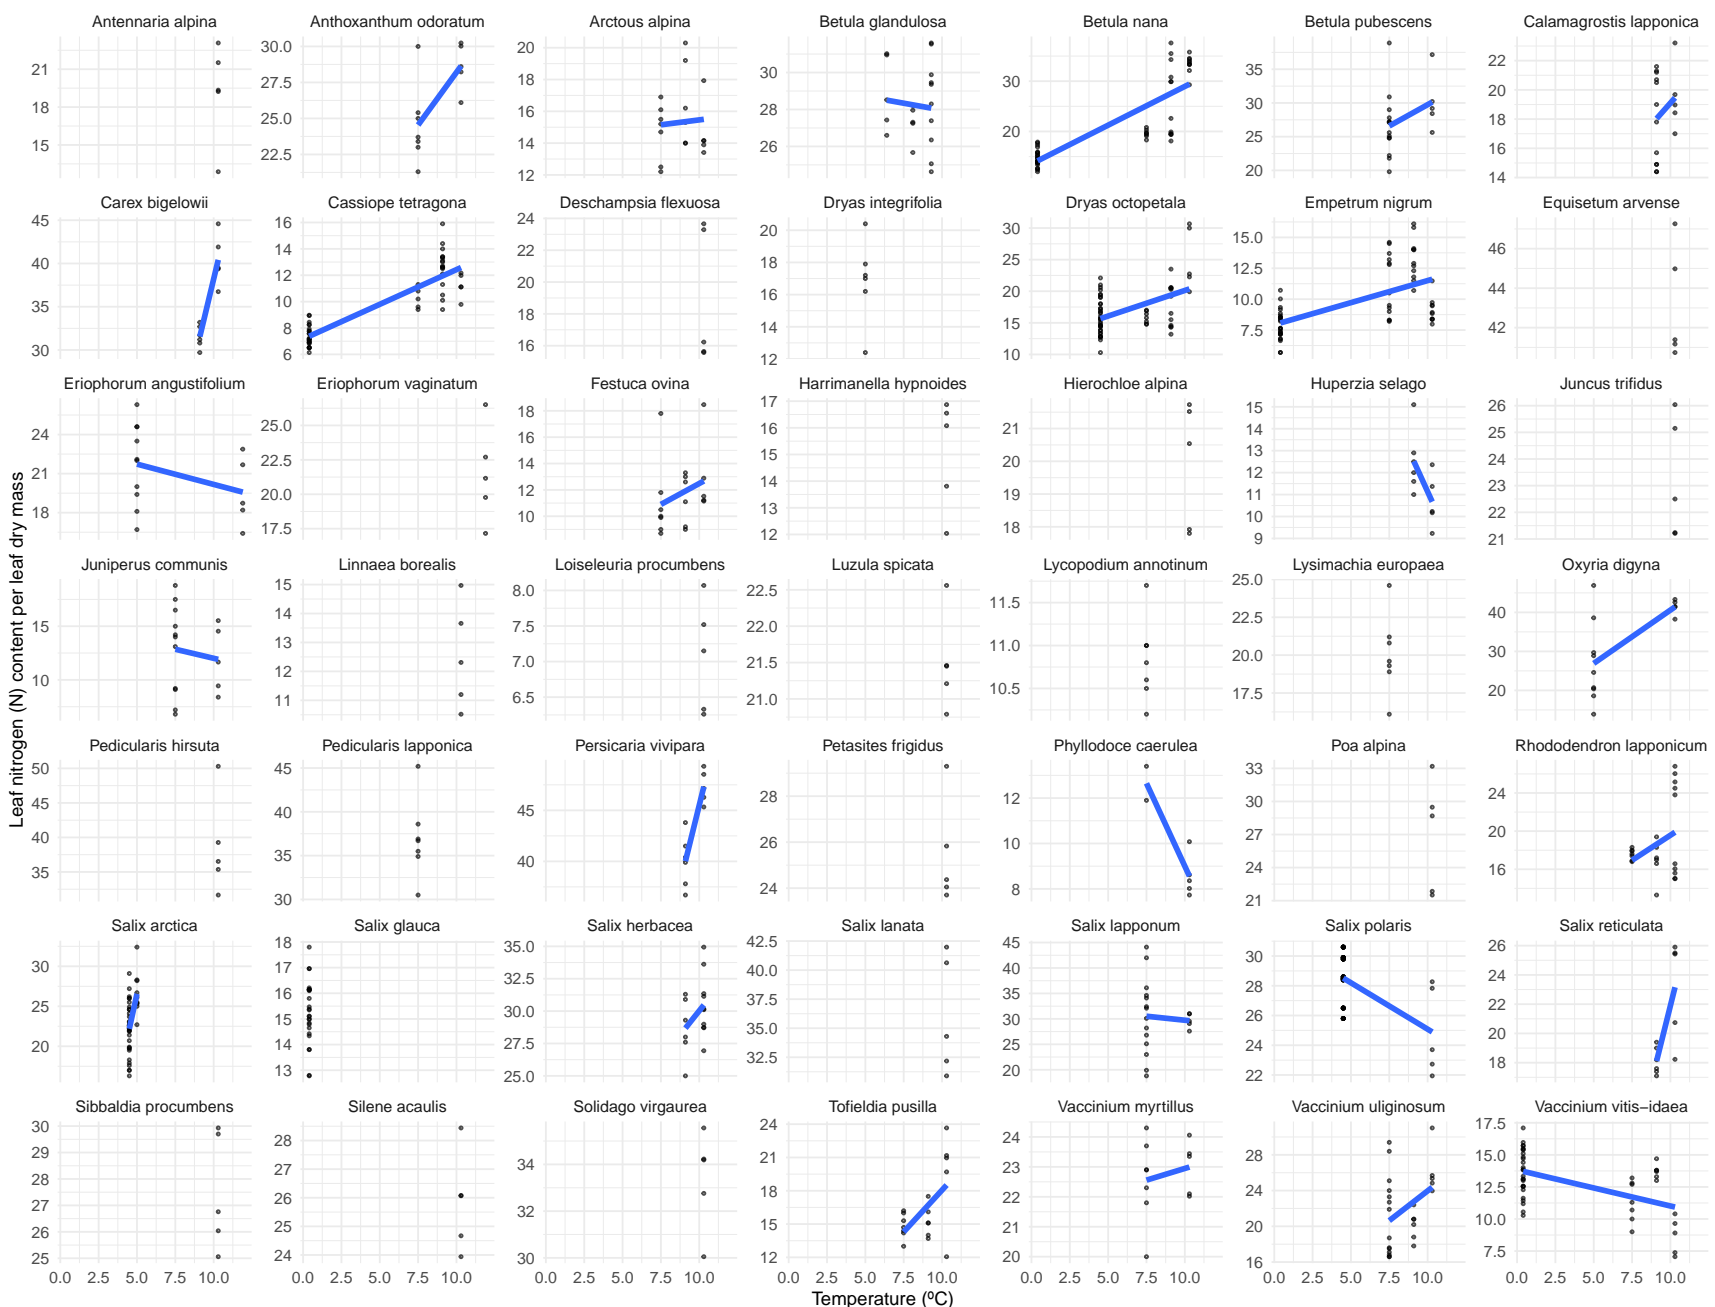 Antennaria alpina Anthoxanthum odoratum Arctous alpina Betula glandulosa Betula nana Betula pubescens Calamagrostis lapponica
21 18 15
30.0 27.5 25.0 22.5
20 18 16 14 12
30 28 26
30 20
35 30 25 20
22 20 18 16 14
Carex bigelowii Cassiope tetragona Deschampsia flexuosa Dryas integrifolia Dryas octopetala Empetrum nigrum Equisetum arvense
45 40 35 30
16 14 12 10 8 6
24 22 20 18 16
20 18 16 14 12
30 25 20 15 10
15.0 12.5 10.0 7.5
46 44 42
Eriophorum angustifolium Eriophorum vaginatum Festuca ovina Harrimanella hypnoides Hierochloe alpina Huperzia selago Juncus trifidus
24 21 18
25.0 22.5 20.0 17.5
18 16 14 12 10
17 16 15 14 13 12
21 20 19 18
15 14 13 12 11 10 9
26 25 24 23 22 21
Leaf nitrogen (N) content per leaf dry mass
Juniperus communis Linnaea borealis Loiseleuria procumbens Luzula spicata Lycopodium annotinum Lysimachia europaea Oxyria digyna
15 10
15 14 13 12 11
8.0 7.5 7.0 6.5
22.5 22.0 21.5 21.0
11.5 11.0 10.5
25.0 22.5 20.0 17.5
40 30 20
Pedicularis hirsuta Pedicularis lapponica Persicaria vivipara Petasites frigidus Phyllodoce caerulea Poa alpina Rhododendron lapponicum
50 45 40 35
45 40 35 30
45 40
28 26 24
12 10 8
33 30 27 24 21
24 20 16
Salix arctica Salix glauca Salix herbacea Salix lanata Salix lapponum Salix polaris Salix reticulata
30 25 20
18 17 16 15 14 13
35.0 32.5 30.0 27.5 25.0
42.5 40.0 37.5 35.0 32.5
45 40 35 30 25 20
30 28 26 24 22
26 24 22 20 18
Sibbaldia procumbens Silene acaulis Solidago virgaurea Tofieldia pusilla Vaccinium myrtillus Vaccinium uliginosum Vaccinium vitis−idaea
30 29 28 27 26 25
28 27 26 25 24
34 32 30
24 21 18 15 12
24 23 22 21 20
28 24 20 16
17.5 15.0 12.5 10.0 7.5
0.0 2.5 5.0 7.5 10.0 0.0 2.5 5.0 7.5 10.0 0.0 2.5 5.0 7.5 10.0 0.0 2.5 5.0 7.5 10.0 0.0 2.5 5.0 7.5 10.0 0.0 2.5 5.0 7.5 10.0 0.0 2.5 5.0 7.5 10.0
Temperature (ºC)